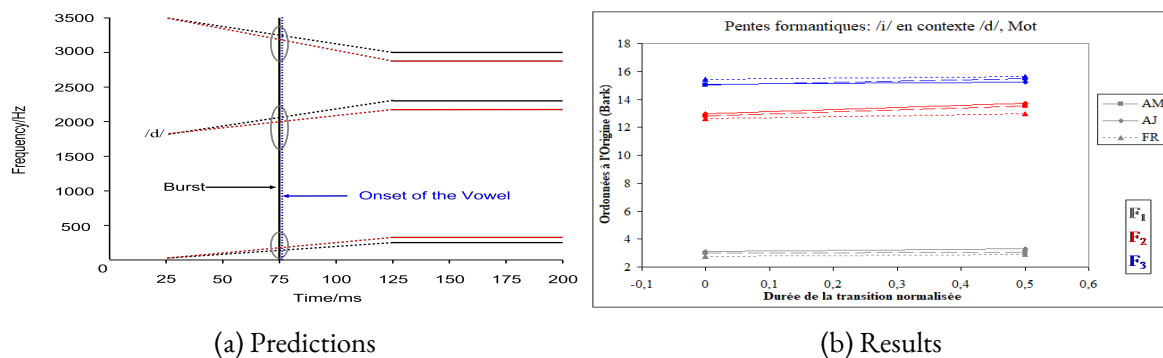 3500
3000
2500
2000
1500
1000
500
0
Frequency/Hz
/d/
Burst
Onset of the Vowel
25
50
75
100
125
150
175
200
Time/ms
(a) Predictions
Pentes formantiques: /i/ en contexte /d/, Mot
18
16
14
12
10
8
6
4
2
Ordonnées à l'Origine (Bark)
-0,1
0
0,1
0,2
0,3
0,4
0,5
0,6
Durée de la transition normalisée
AM
AJ
FR
F1
F2
F3
(b) Results